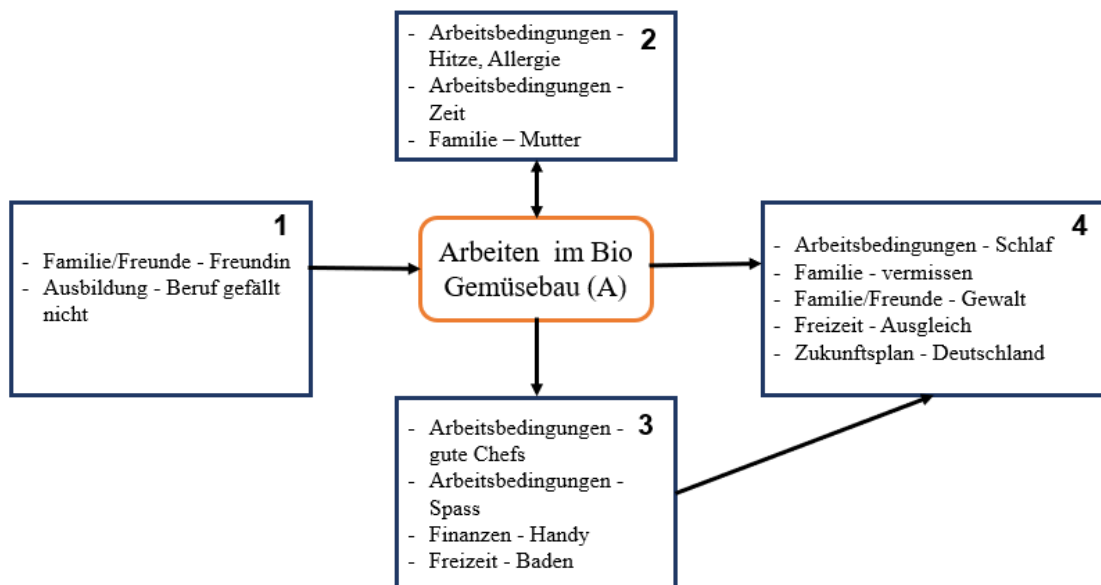 2
- Arbeitsbedingungen -
Hitze, Allergie
- Arbeitsbedingungen -
Zeit
- Familie – Mutter
1
- Familie/Freunde - Freundin
- Ausbildung - Beruf gefällt
nicht
Arbeiten im Bio
Gemüsebau (A)
4
- Arbeitsbedingungen - Schlaf
- Familie - vermissen
- Familie/Freunde - Gewalt
- Freizeit - Ausgleich
- Zukunftsplan - Deutschland
3
- Arbeitsbedingungen -
gute Chefs
- Arbeitsbedingungen -
Spass
- Finanzen - Handy
- Freizeit - Baden